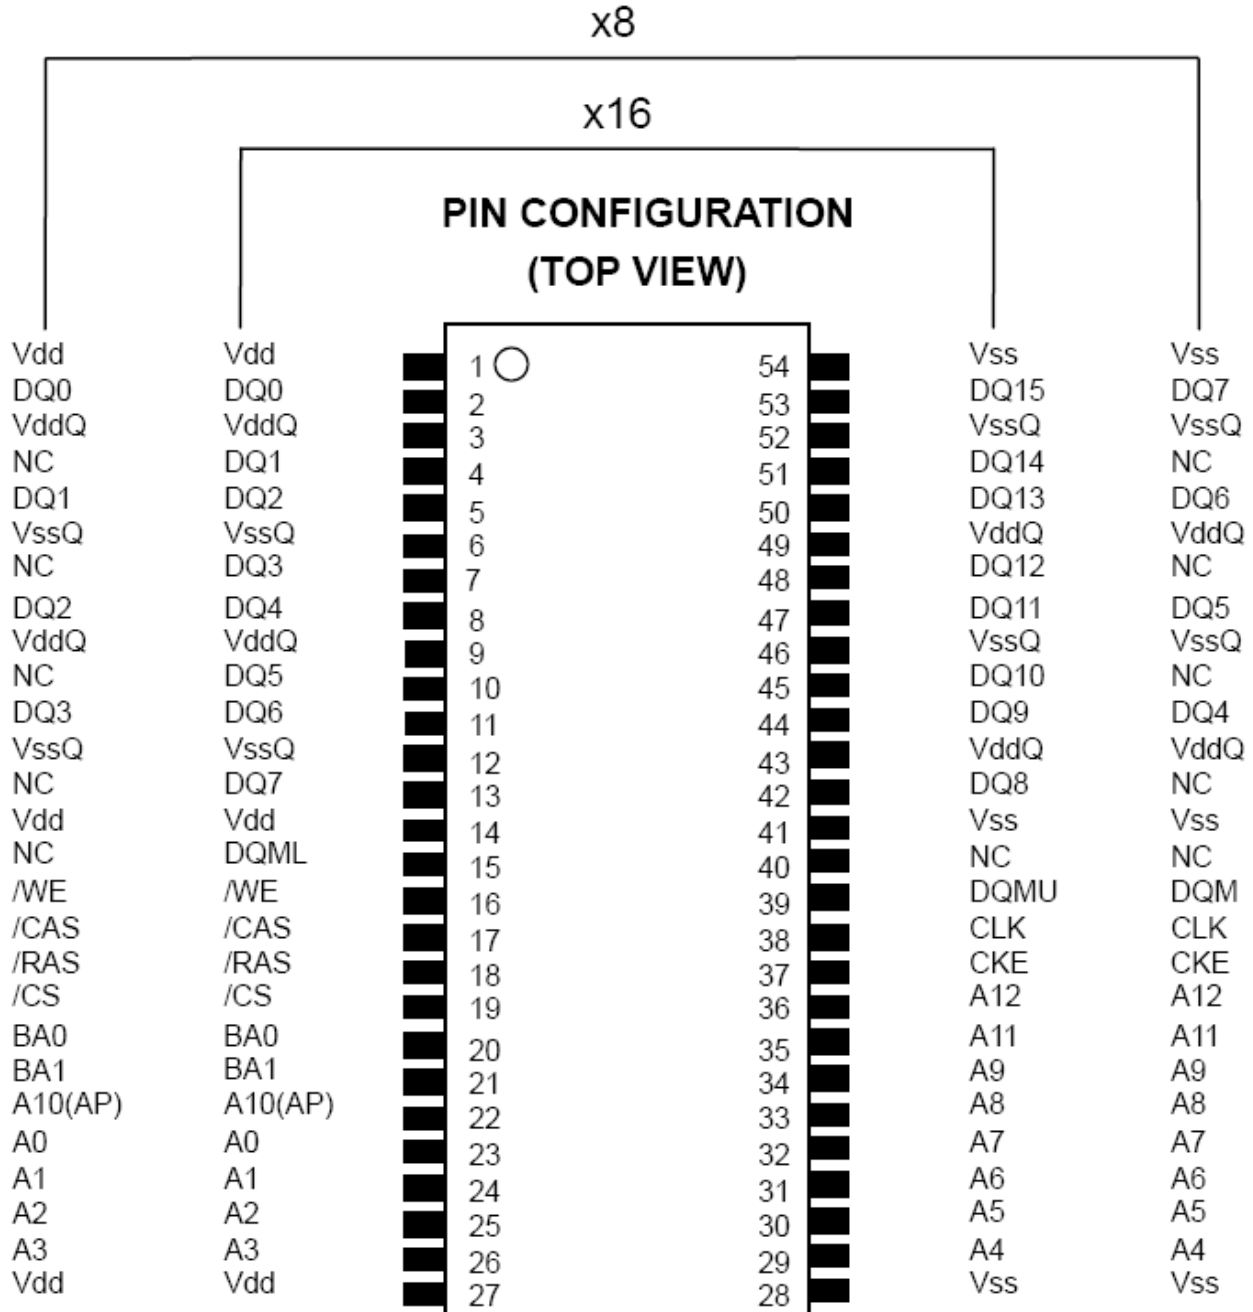 x8
x16
PIN CONFIGURATION
(TOP VIEW)
Vdd Vdd 1 54 Vss Vss
DQ0 DQ0 2 53 DQ15 DQ7
VddQ VddQ 3 52 VssQ VssQ
NC DQ1 4 51 DQ14 NC
DQ1 DQ2 5 50 DQ13 DQ6
VssQ VssQ 6 49 VddQ VddQ
NC DQ3 7 48 DQ12 NC
DQ2 DQ4 8 47 DQ11 DQ5
VddQ VddQ 9 46 VssQ VssQ
NC DQ5 10 45 DQ10 NC
DQ3 DQ6 11 44 DQ9 DQ4
VssQ VssQ 12 43 VddQ VddQ
NC DQ7 13 42 DQ8 NC
Vdd Vdd 14 41 Vss Vss
NC DQML 15 40 NC NC
/WE /WE 16 39 DQMU DQM
/CAS /CAS 17 38 CLK CLK
/RAS /RAS 18 37 CKE CKE
/CS /CS 19 36 A12 A12
BA0 BA0 20 35 A11 A11
BA1 BA1 21 34 A9 A9
A10(AP) A10(AP) 22 33 A8 A8
A0 A0 23 32 A7 A7
A1 A1 24 31 A6 A6
A2 A2 25 30 A5 A5
A3 A3 26 29 A4 A4
Vdd Vdd 27 28 Vss Vss